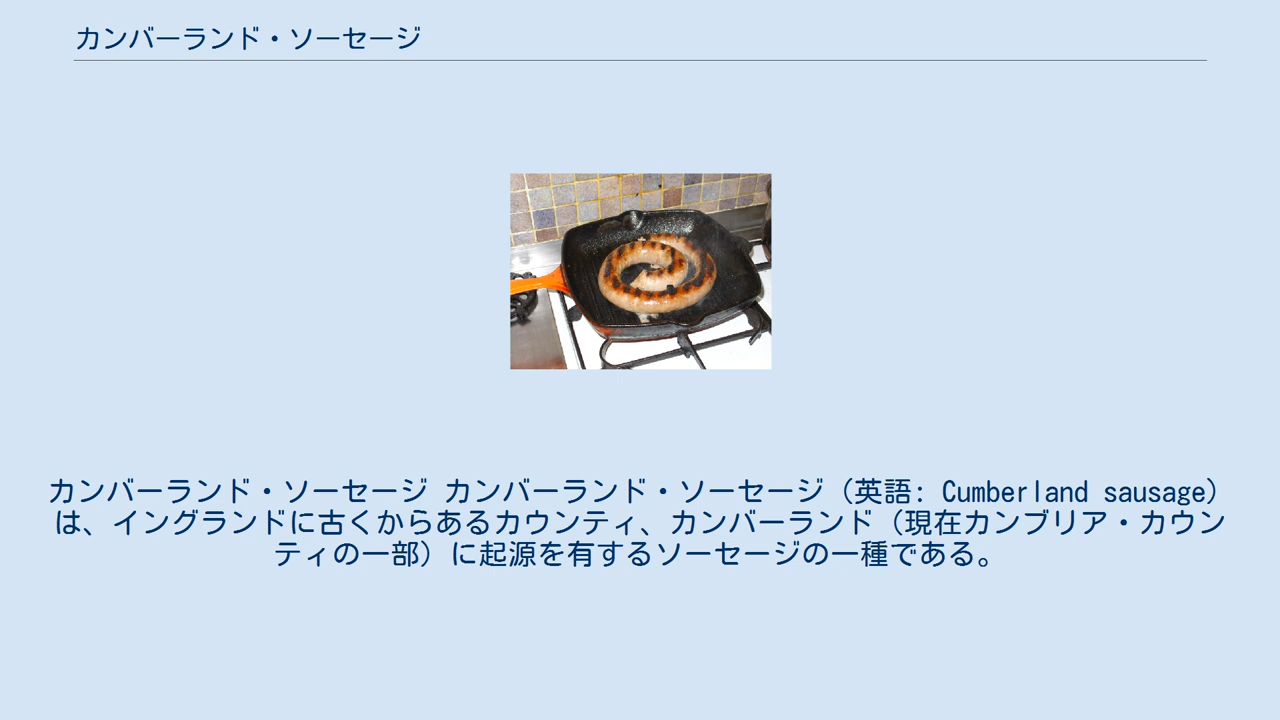 カンバーランド・ソーセージ
カンバーランド・ソーセージ カンバーランド・ソーセージ（英語: Cumberland sausage）
は、イングランドに古くからあるカウンティ、カンバーランド（現在カンブリア・カウン
ティの一部）に起源を有するソーセージの一種である。